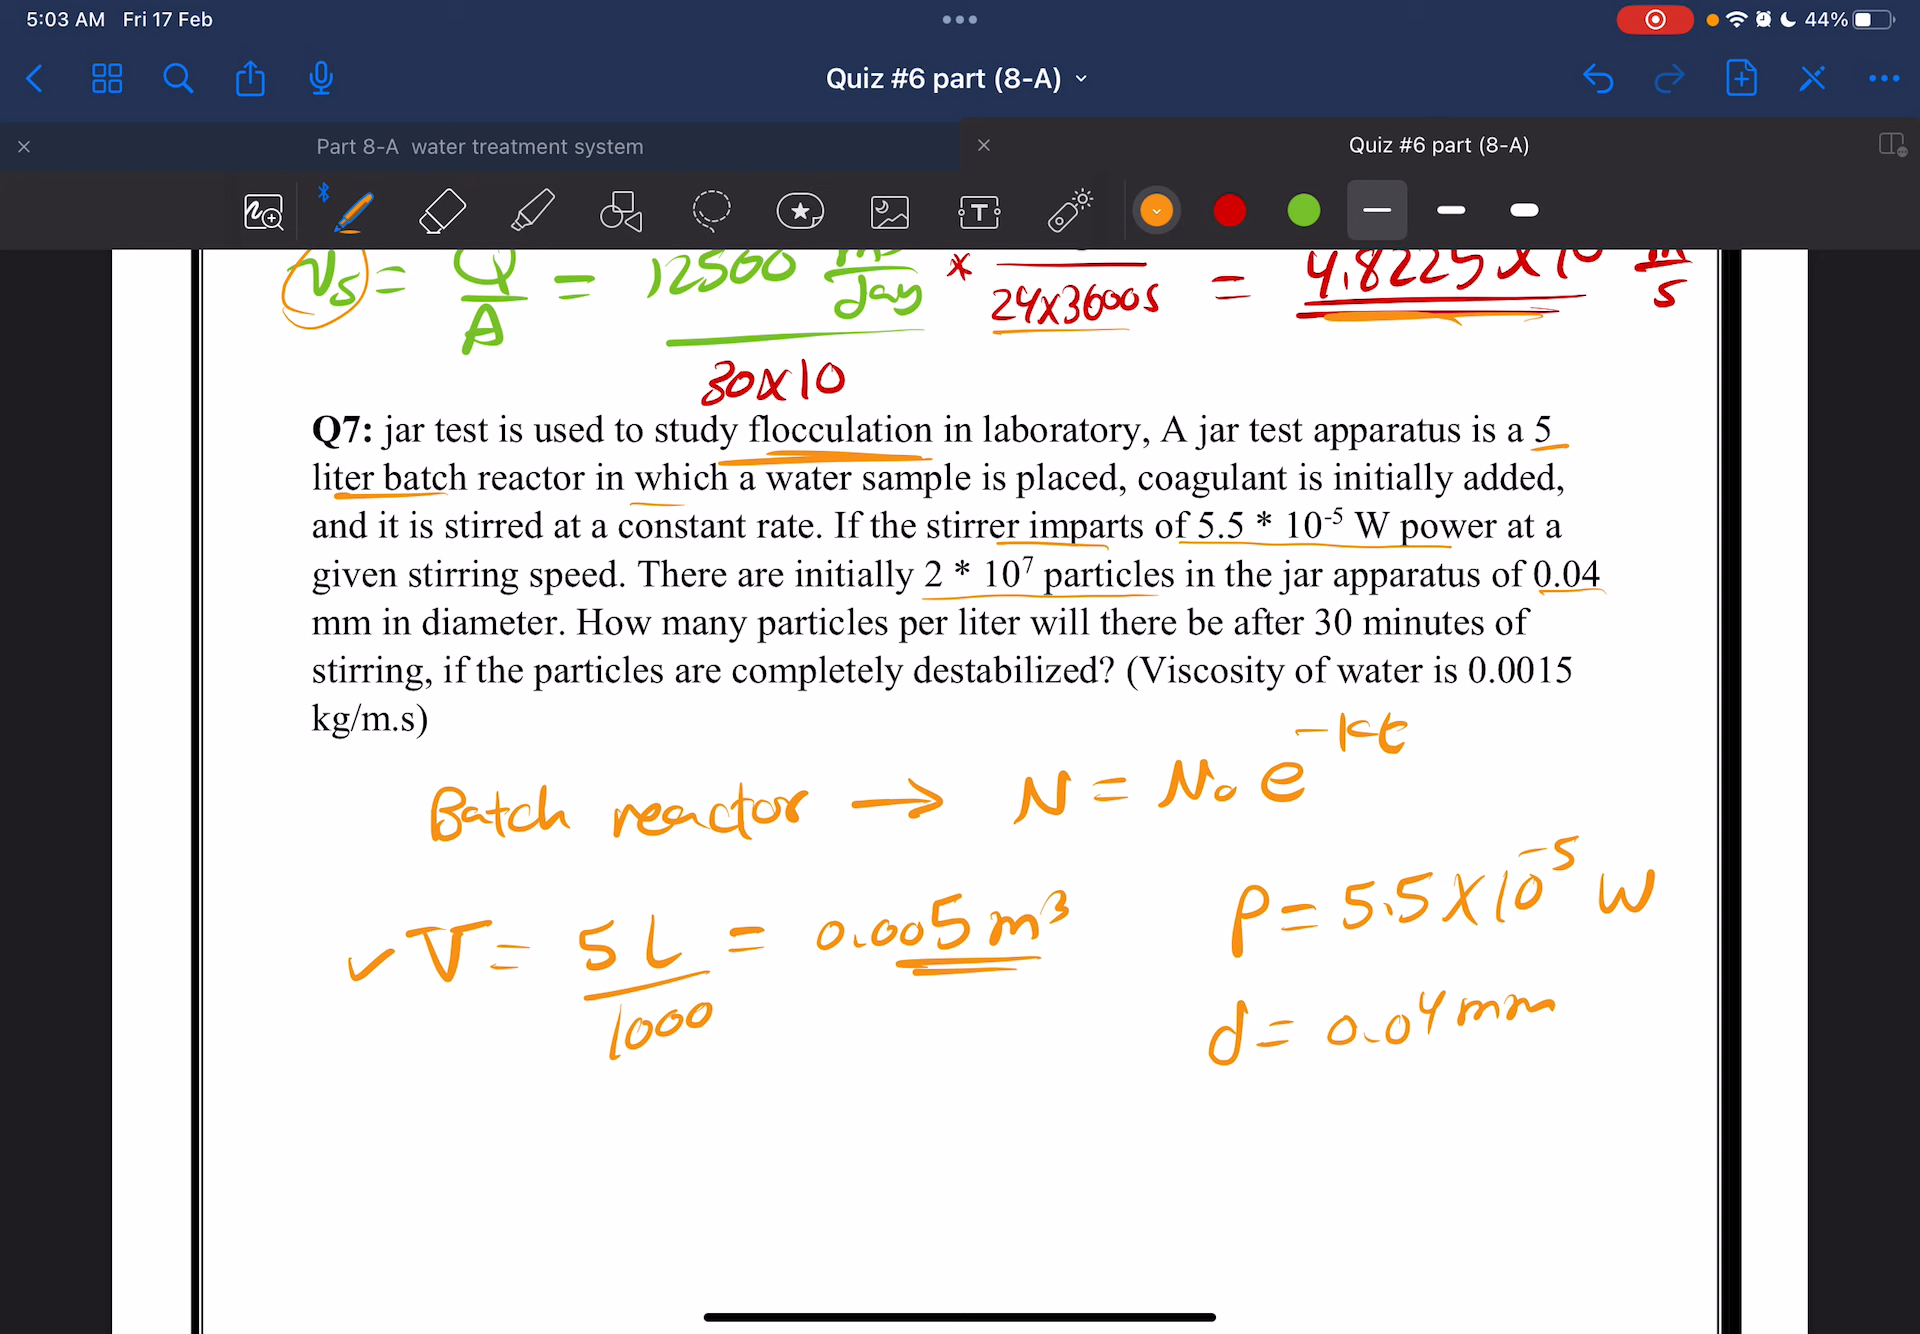 5:03 AM Fri 17 Feb
44%
Quiz #6 part (8-A)
Part 8-A water treatment system
Quiz #6 part (8-A)
Vs = Q/A = 12500 m³/day * /24x3600s = 4.8225 x 10 m/s
30x10
Q7: jar test is used to study flocculation in laboratory, A jar test apparatus is a 5
liter batch reactor in which a water sample is placed, coagulant is initially added,
and it is stirred at a constant rate. If the stirrer imparts of 5.5 * 10⁻⁵ W power at a
given stirring speed. There are initially 2 * 10⁷ particles in the jar apparatus of 0.04
mm in diameter. How many particles per liter will there be after 30 minutes of
stirring, if the particles are completely destabilized? (Viscosity of water is 0.0015
kg/m.s)
Batch reactor → N = N₀ e^-kt
P = 5.5 X 10⁻⁵ W
✓ V = 5 L/1000 = 0.005 m³
d = 0.04 mm